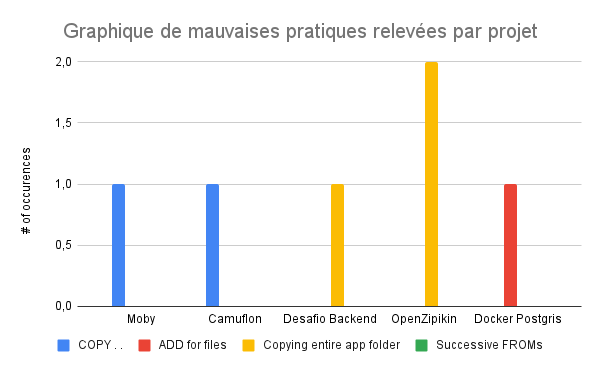 Graphique de mauvaises pratiques relevées par projet
# of occurences
2,0
1,5
1,0
0,5
0,0
Moby Camuflon Desafio Backend OpenZipikin Docker Postgris
COPY . . ADD for files Copying entire app folder Successive FROMs